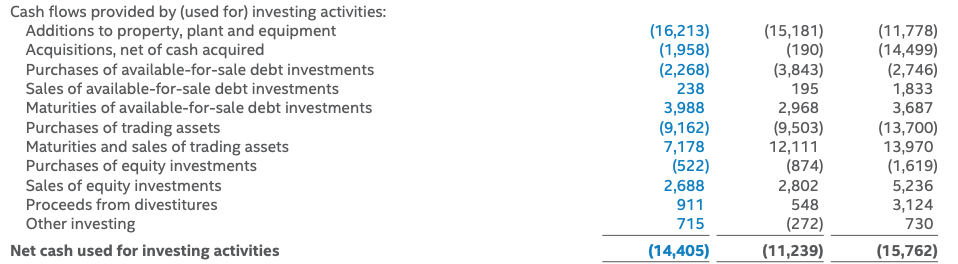 Cash flows provided by (used for) investing activities:
Additions to property, plant and equipment (16,213) (15,181) (11,778)
Acquisitions, net of cash acquired (1,958) (190) (14,499)
Purchases of available-for-sale debt investments (2,268) (3,843) (2,746)
Sales of available-for-sale debt investments 238 195 1,833
Maturities of available-for-sale debt investments 3,988 2,968 3,687
Purchases of trading assets (9,162) (9,503) (13,700)
Maturities and sales of trading assets 7,178 12,111 13,970
Purchases of equity investments (522) (874) (1,619)
Sales of equity investments 2,688 2,802 5,236
Proceeds from divestitures 911 548 3,124
Other investing 715 (272) 730
Net cash used for investing activities (14,405) (11,239) (15,762)